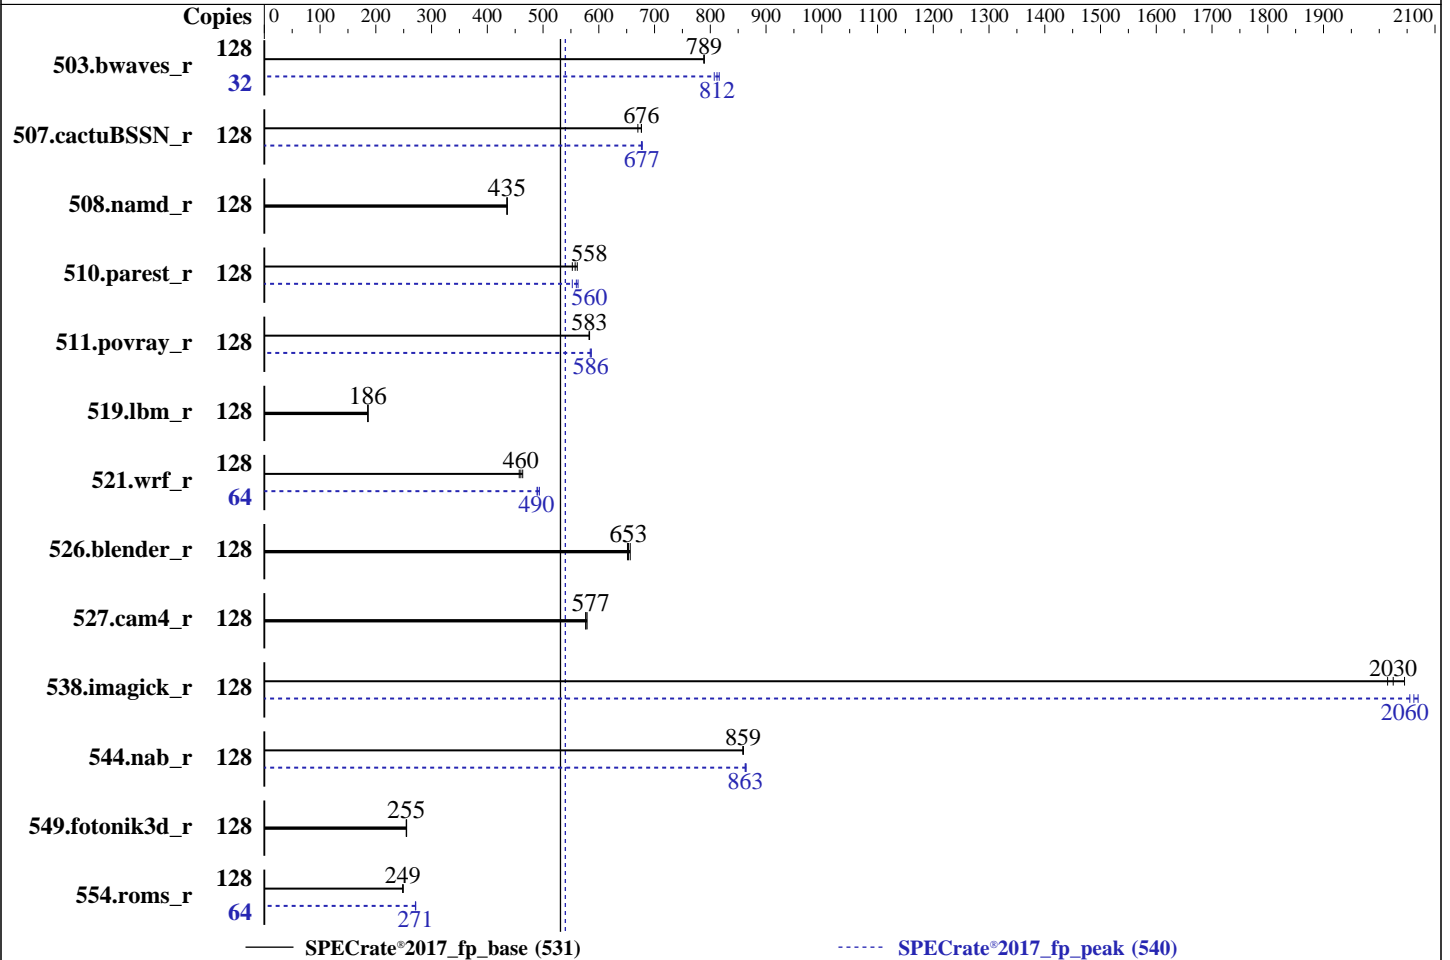 Copies 0 100 200 300 400 500 600 700 800 900 1000 1100 1200 1300 1400 1500 1600 1700 1800 1900 2100
503.bwaves_r 128 789
32 812
507.cactuBSSN_r 128 676
677
508.namd_r 128 435
510.parest_r 128 558
560
511.povray_r 128 583
586
519.lbm_r 128 186
521.wrf_r 128 460
64 490
526.blender_r 128 653
527.cam4_r 128 577
538.imagick_r 128 2030
2060
544.nab_r 128 859
863
549.fotonik3d_r 128 255
554.roms_r 128 249
64 271
SPECrate®2017_fp_base (531) SPECrate®2017_fp_peak (540)